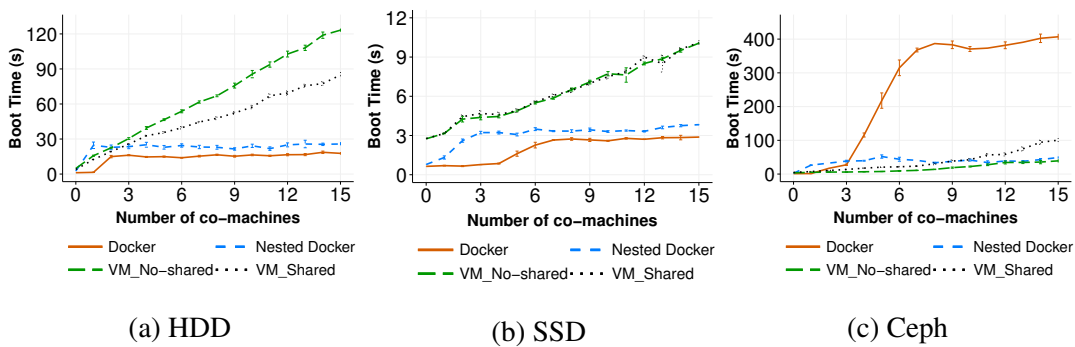 Boot Time (s)
120
90
60
30
0
0 3 6 9 12 15
Number of co-machines
Docker Nested Docker
VM_No-shared VM_Shared
(a) HDD
Boot Time (s)
12
9
6
3
0
0 3 6 9 12 15
Number of co-machines
Docker Nested Docker
VM_No-shared VM_Shared
(b) SSD
Boot Time (s)
400
300
200
100
0
0 3 6 9 12 15
Number of co-machines
Docker Nested Docker
VM_No-shared VM_Shared
(c) Ceph